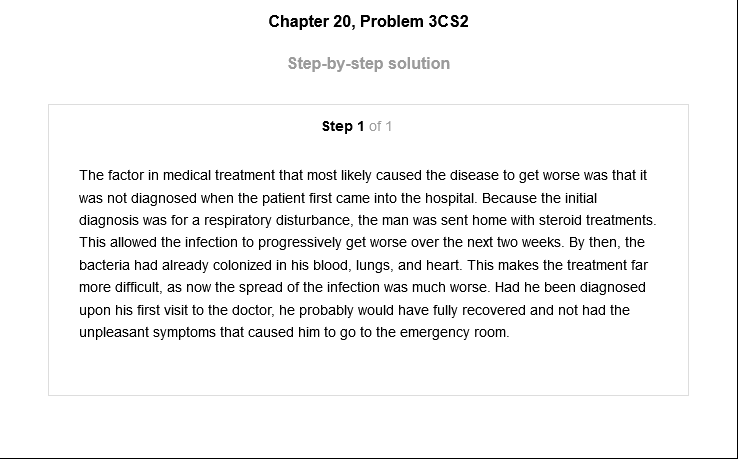 Chapter 20, Problem 3CS2
Step-by-step solution
Step 1 of 1
The factor in medical treatment that most likely caused the disease to get worse was that it
was not diagnosed when the patient first came into the hospital. Because the initial
diagnosis was for a respiratory disturbance, the man was sent home with steroid treatments.
This allowed the infection to progressively get worse over the next two weeks. By then, the
bacteria had already colonized in his blood, lungs, and heart. This makes the treatment far
more difficult, as now the spread of the infection was much worse. Had he been diagnosed
upon his first visit to the doctor, he probably would have fully recovered and not had the
unpleasant symptoms that caused him to go to the emergency room.